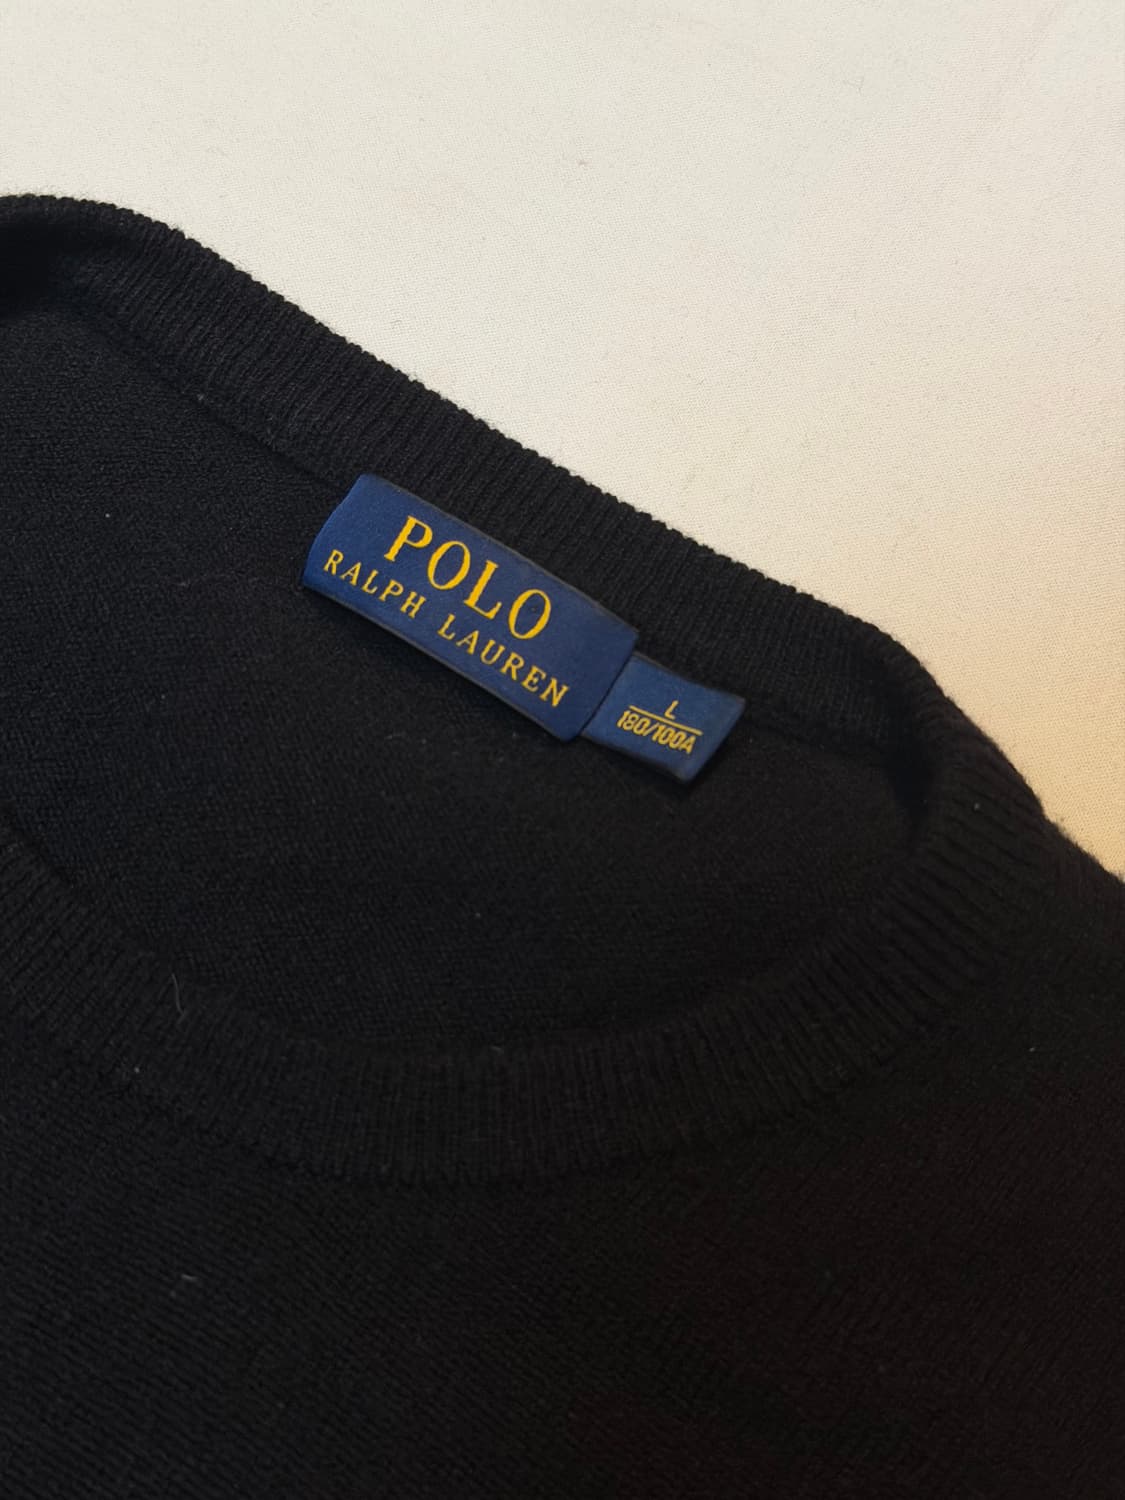 POLO
RALPH LAUREN
L
180/100A